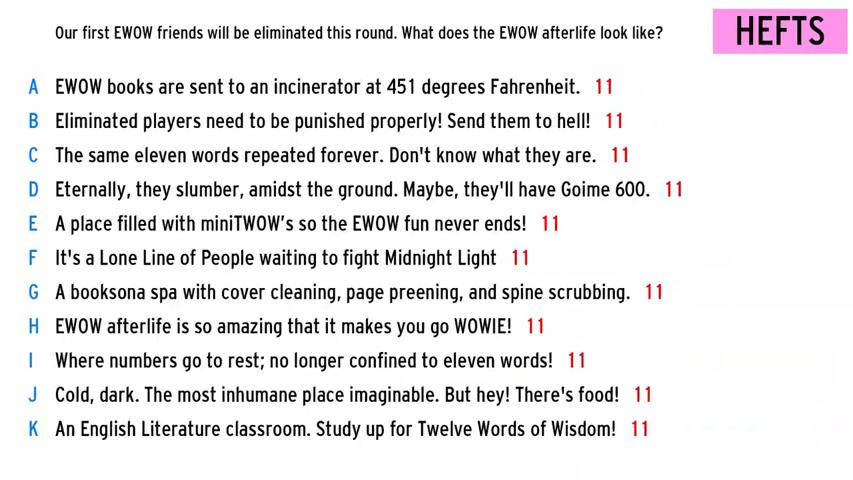 Our first EWOW friends will be eliminated this round. What does the EWOW afterlife look like?
HEFTS
A EWOW books are sent to an incinerator at 451 degrees Fahrenheit. 11
B Eliminated players need to be punished properly! Send them to hell! 11
C The same eleven words repeated forever. Don't know what they are. 11
D Eternally, they slumber, amidst the ground. Maybe, they'll have Goime 600. 11
E A place filled with miniTWOW's so the EWOW fun never ends! 11
F It's a Lone Line of People waiting to fight Midnight Light 11
G A booksona spa with cover cleaning, page preening, and spine scrubbing. 11
H EWOW afterlife is so amazing that it makes you go WOWIE! 11
I Where numbers go to rest; no longer confined to eleven words! 11
J Cold, dark. The most inhumane place imaginable. But hey! There's food! 11
K An English Literature classroom. Study up for Twelve Words of Wisdom! 11